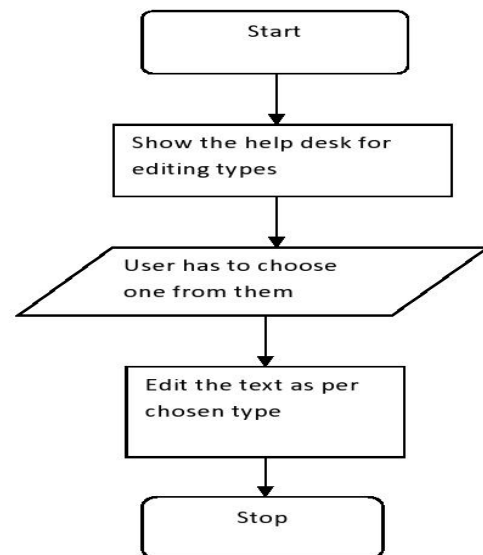 Start
Show the help desk for
editing types
User has to choose
one from them
Edit the text as per
chosen type
Stop